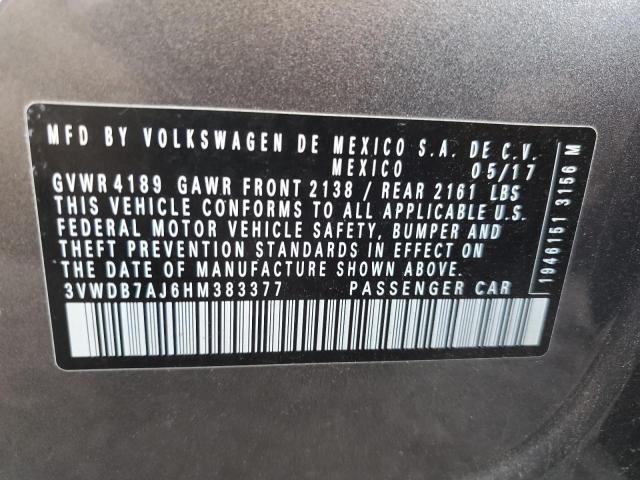 MFD BY VOLKSWAGEN DE MEXICO S.A. DE C.V.
MEXICO 05/17
GVWR 4189 GAWR FRONT 2138 / REAR 2161 LBS
THIS VEHICLE CONFORMS TO ALL APPLICABLE U.S.
FEDERAL MOTOR VEHICLE SAFETY, BUMPER AND
THEFT PREVENTION STANDARDS IN EFFECT ON
THE DATE OF MANUFACTURE SHOWN ABOVE.
3VWDB7AJ6HM383377 PASSENGER CAR
1946151 3156 M